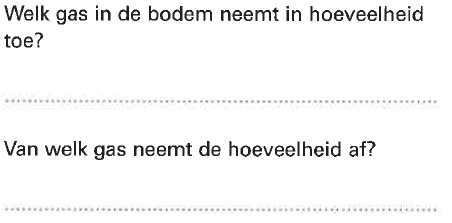 Welk gas in de bodem neemt in hoeveelheid
toe?
Van welk gas neemt de hoeveelheid af?